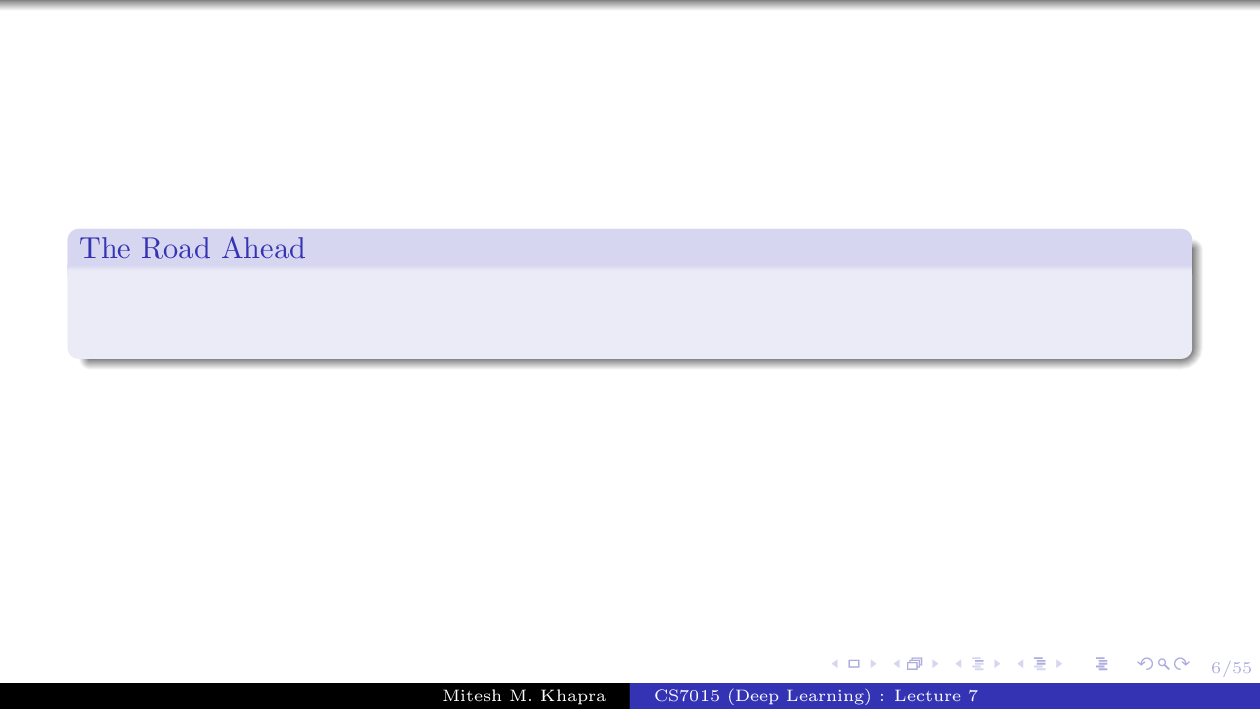 The Road Ahead
6/55
Mitesh M. Khapra
CS7015 (Deep Learning) : Lecture 7